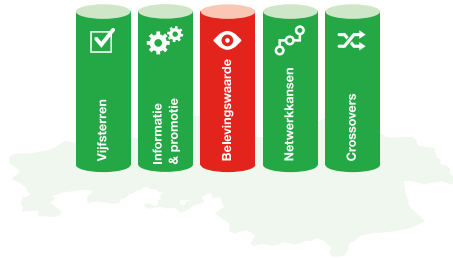 Vijfsterren
Informatie
& promotie
Belevingswaarde
Netwerkkansen
Crossovers